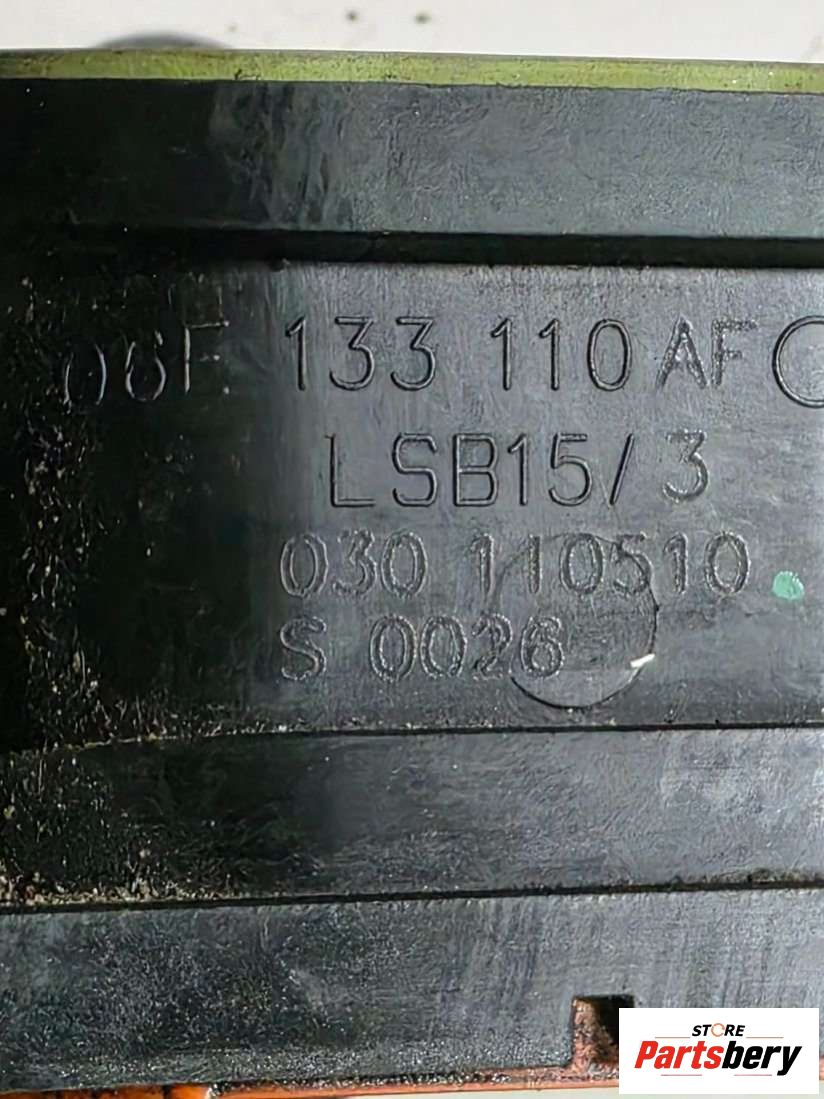 06F 133 110 AF
LSB15/3
030 110510
S 0026
STORE
Partsbery